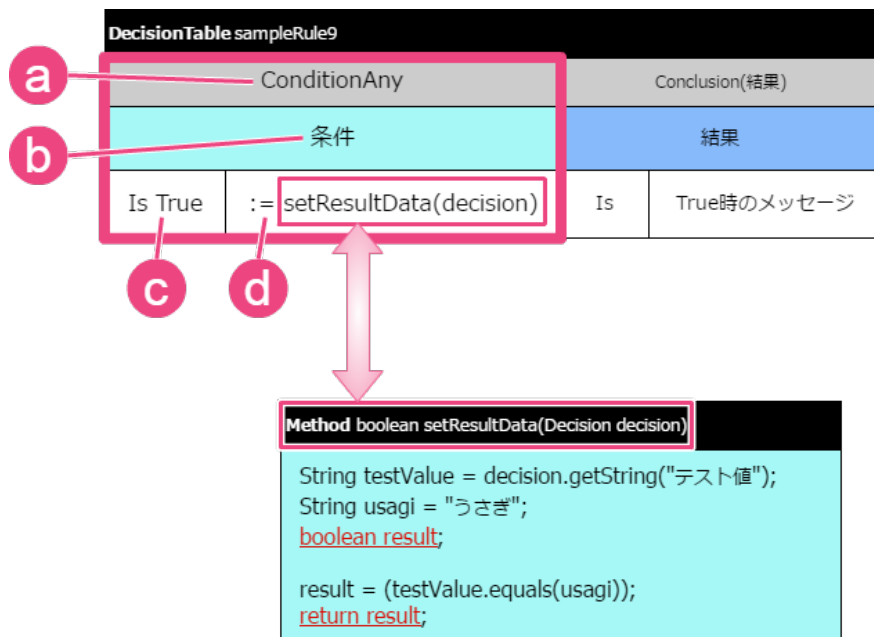 DecisionTable sampleRule9
a
ConditionAny Conclusion(結果)
b
条件 結果
Is True := setResultData(decision) Is True時のメッセージ
c d
Method boolean setResultData(Decision decision)
String testValue = decision.getString("テスト値");
String usagi = "うさぎ";
boolean result;
result = (testValue.equals(usagi));
return result;